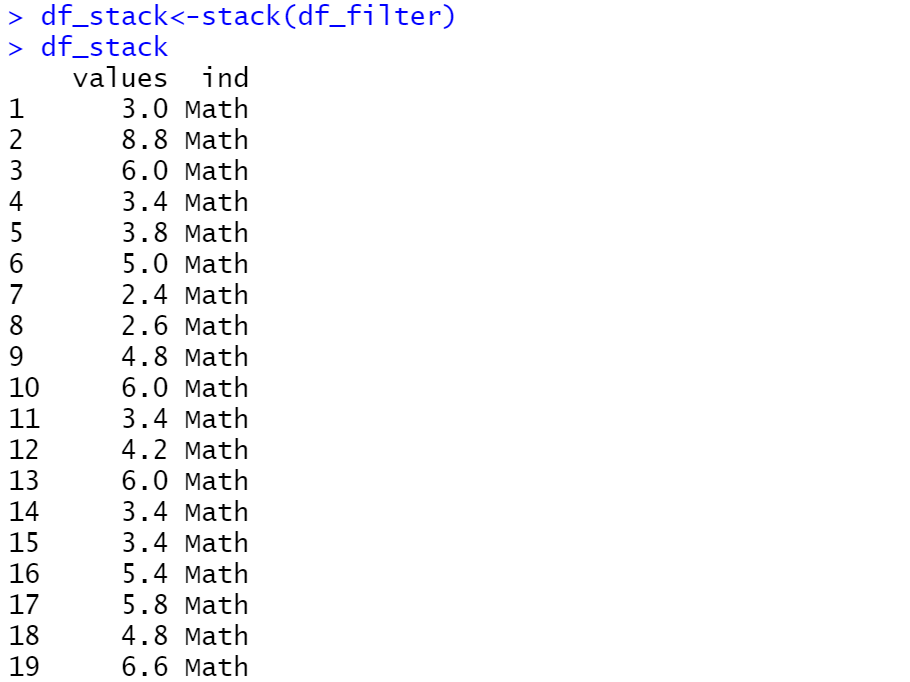 > df_stack<-stack(df_filter)
> df_stack
    values  ind
1      3.0 Math
2      8.8 Math
3      6.0 Math
4      3.4 Math
5      3.8 Math
6      5.0 Math
7      2.4 Math
8      2.6 Math
9      4.8 Math
10     6.0 Math
11     3.4 Math
12     4.2 Math
13     6.0 Math
14     3.4 Math
15     3.4 Math
16     5.4 Math
17     5.8 Math
18     4.8 Math
19     6.6 Math